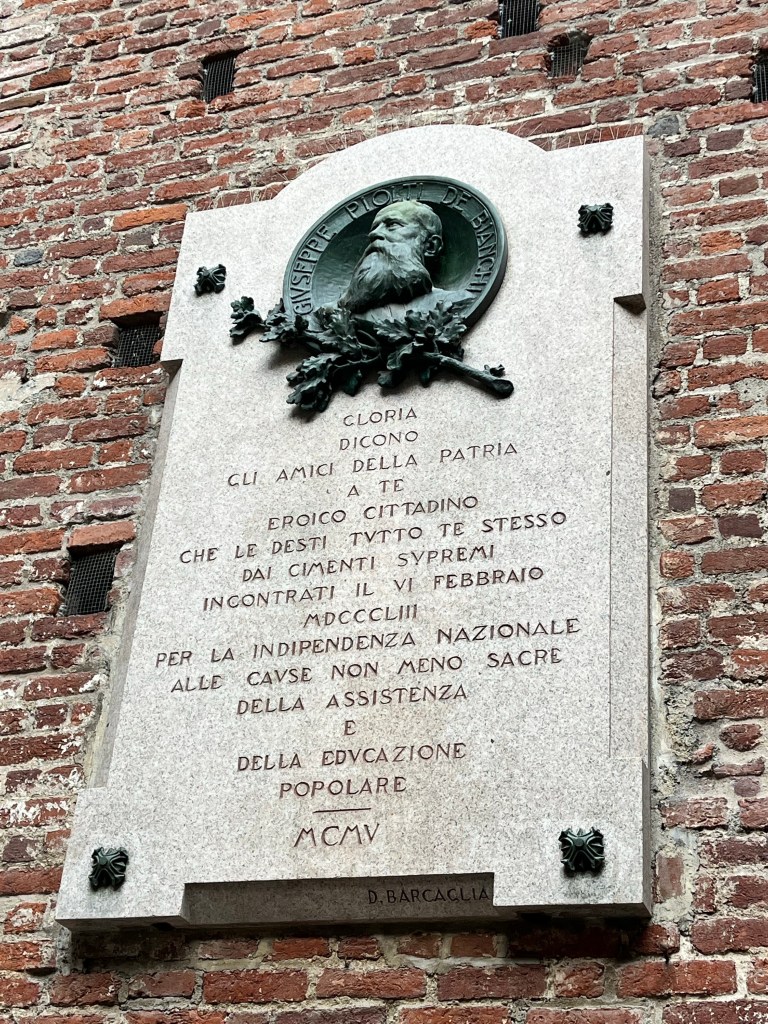 GIVSEPPE PIOLTI DE BIANCHI
GLORIA
DICONO
GLI AMICI DELLA PATRIA
A TE
EROICO CITTADINO
CHE LE DESTI TVTTO TE STESSO
DAI CIMENTI SVPREMI
INCONTRATI IL VI FEBBRAIO
MDCCCLIII
PER LA INDIPENDENZA NAZIONALE
ALLE CAVSE NON MENO SACRE
DELLA ASSISTENZA
E
DELLA EDVCAZIONE
POPOLARE
MCMV
D. BARCAGLIA